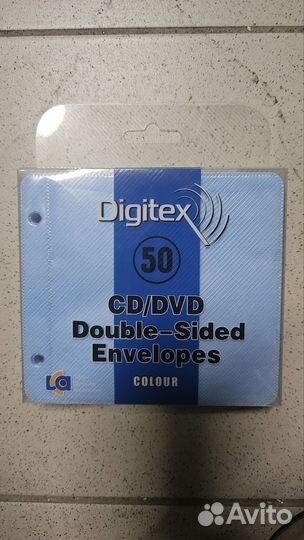 Digitex
50
CD/DVD
Double-Sided
Envelopes
COLOUR
Avito